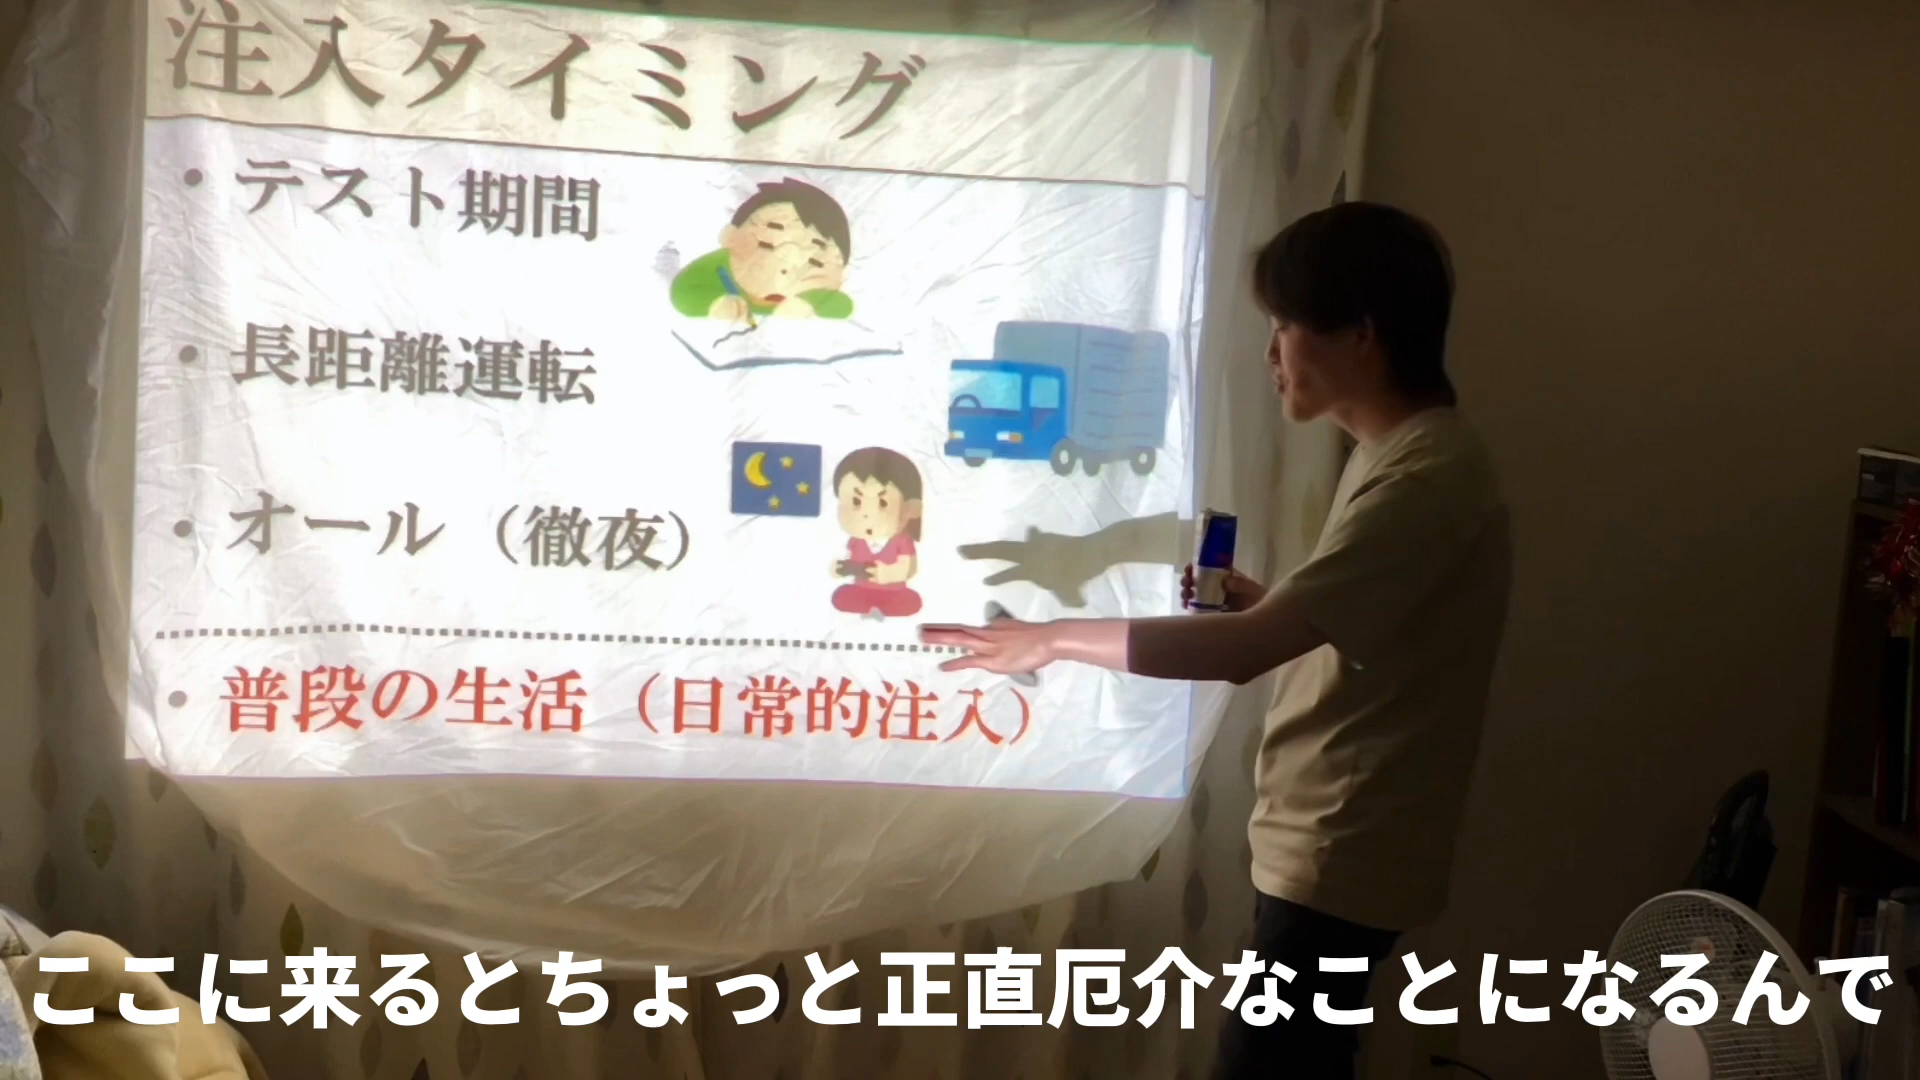 注入タイミング
・テスト期間
・長距離運転
・オール（徹夜）
・普段の生活（日常的注入）
ここに来るとちょっと正直厄介なことになるんで